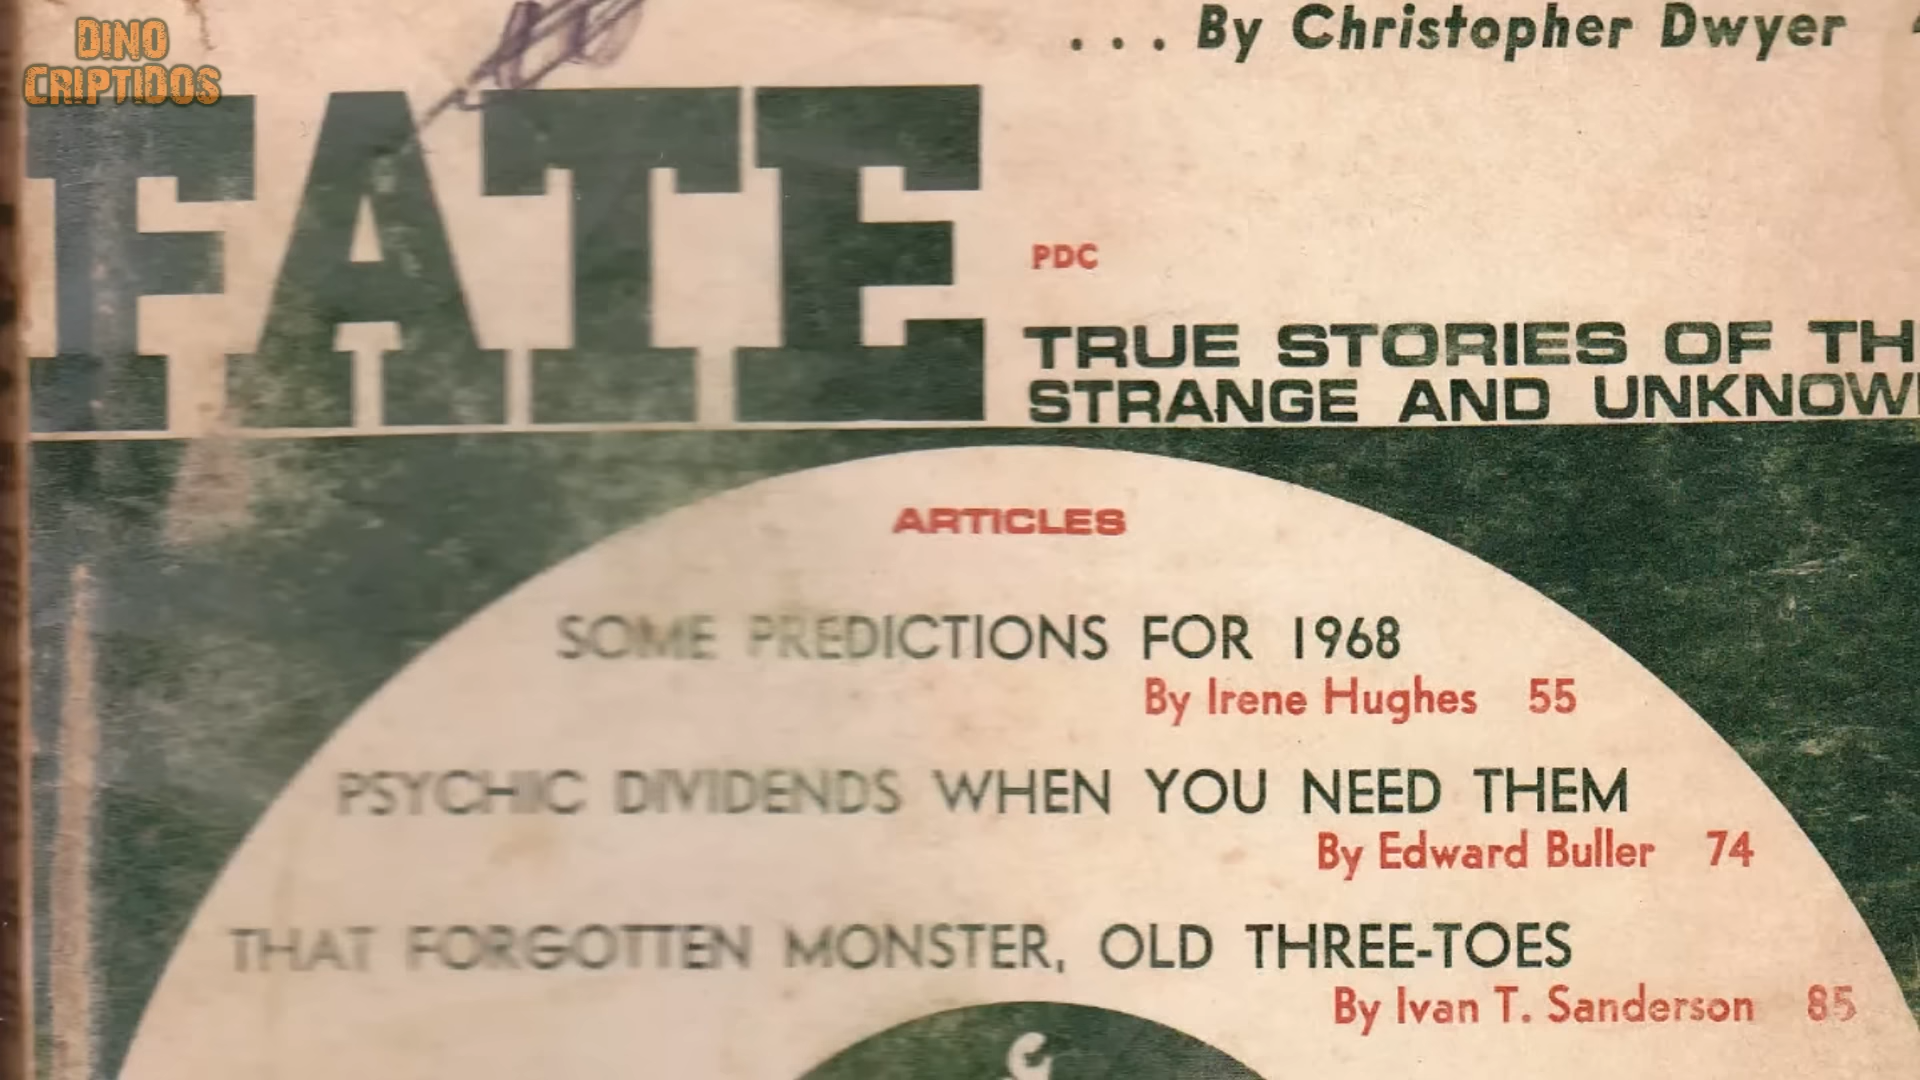 DINO
CRIPTIDOS
. . . By Christopher Dwyer
FATE
PDC
TRUE STORIES OF TH
STRANGE AND UNKNOW
ARTICLES
SOME PREDICTIONS FOR 1968
By Irene Hughes 55
PSYCHIC DIVIDENDS WHEN YOU NEED THEM
By Edward Buller 74
THAT FORGOTTEN MONSTER, OLD THREE-TOES
By Ivan T. Sanderson 85